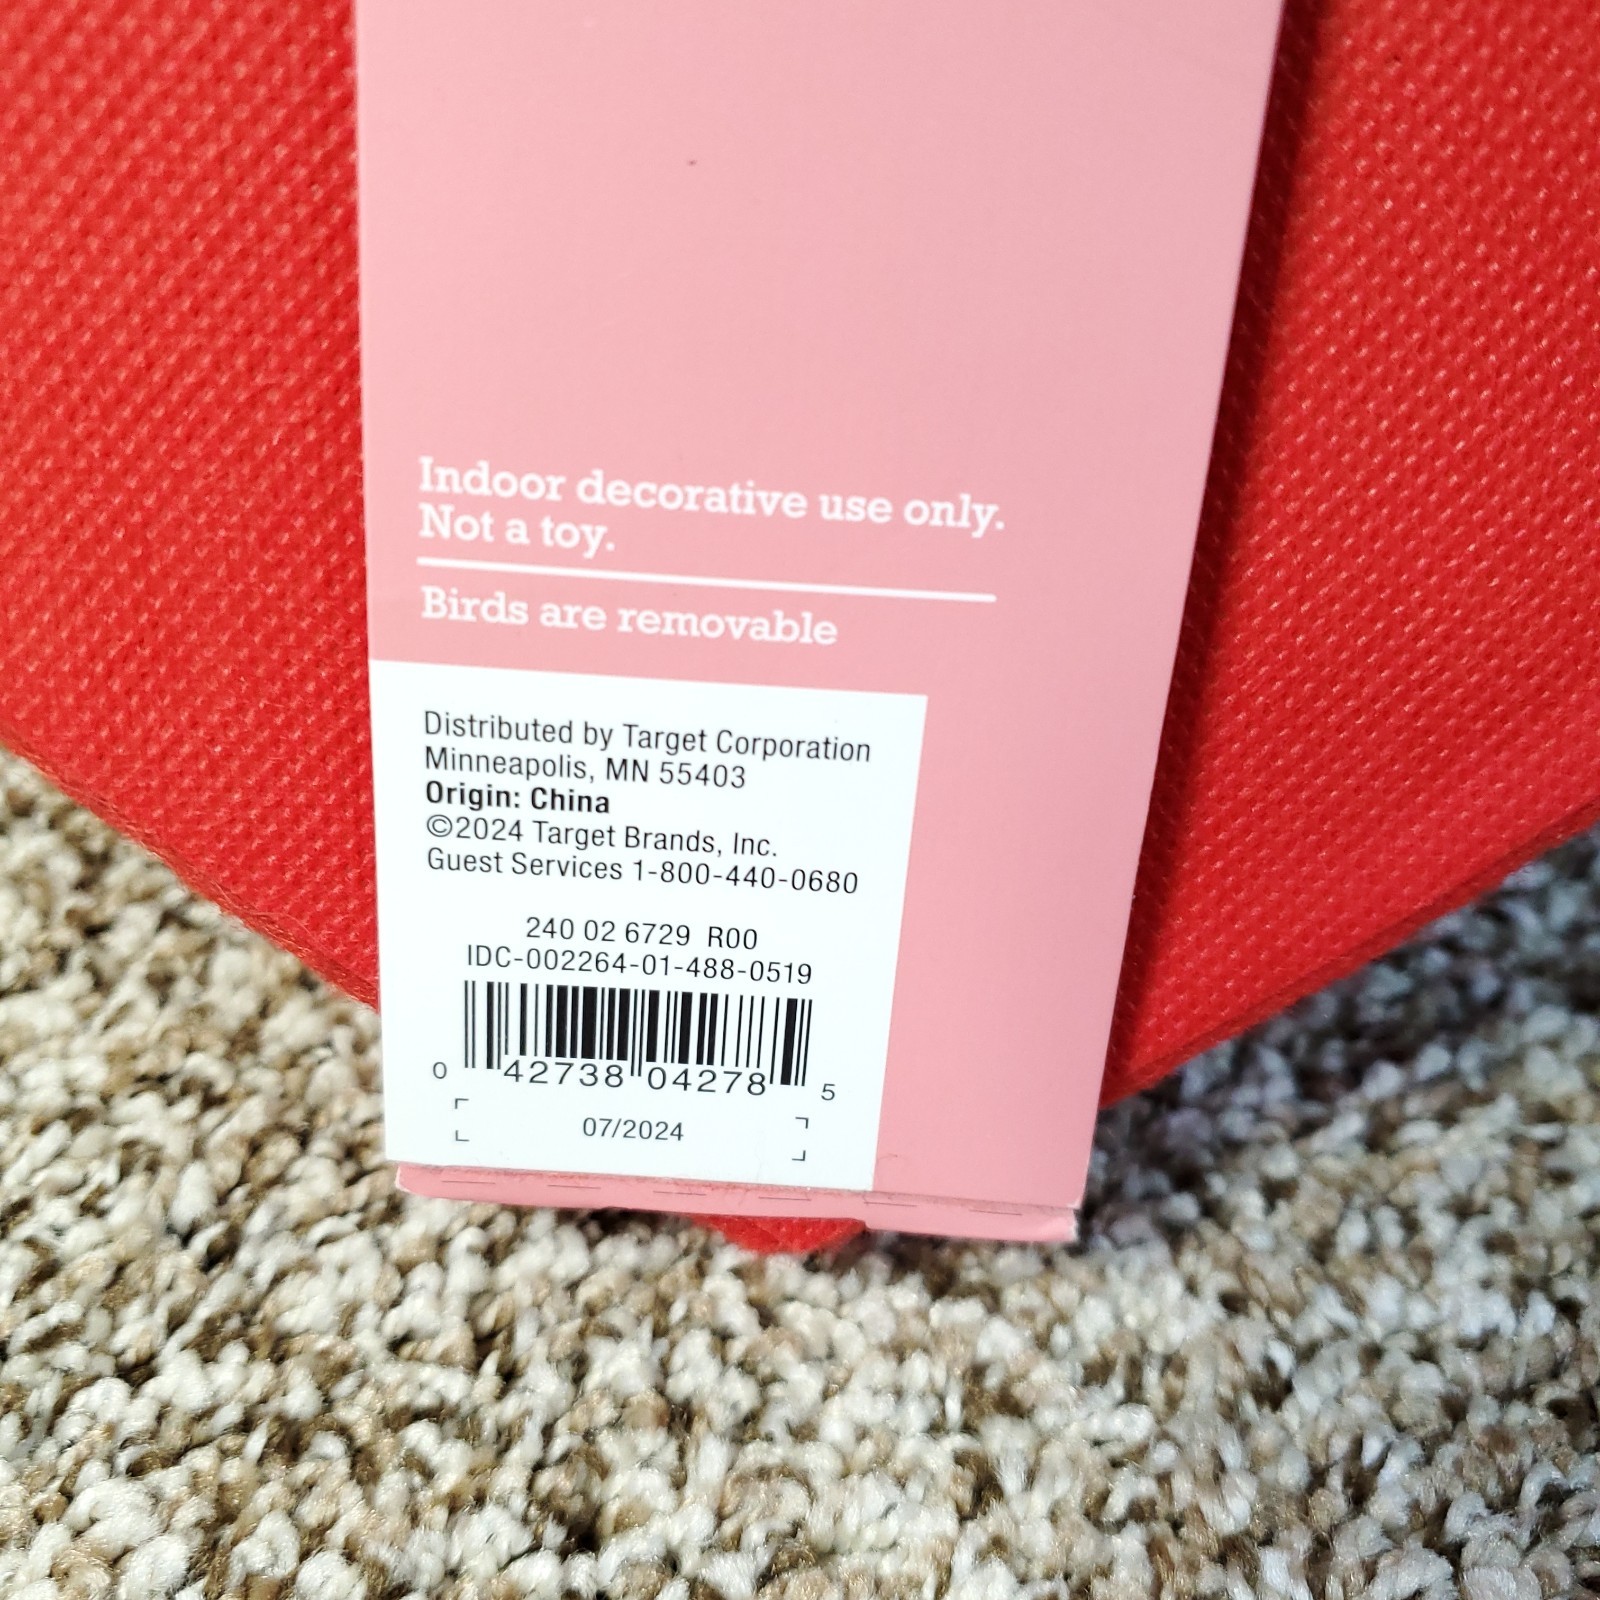 Indoor decorative use only.
Not a toy.
Birds are removable
Distributed by Target Corporation
Minneapolis, MN 55403
Origin: China
©2024 Target Brands, Inc.
Guest Services 1-800-440-0680
240 02 6729 R00
IDC-002264-01-488-0519
0 42738 04278 5
07/2024